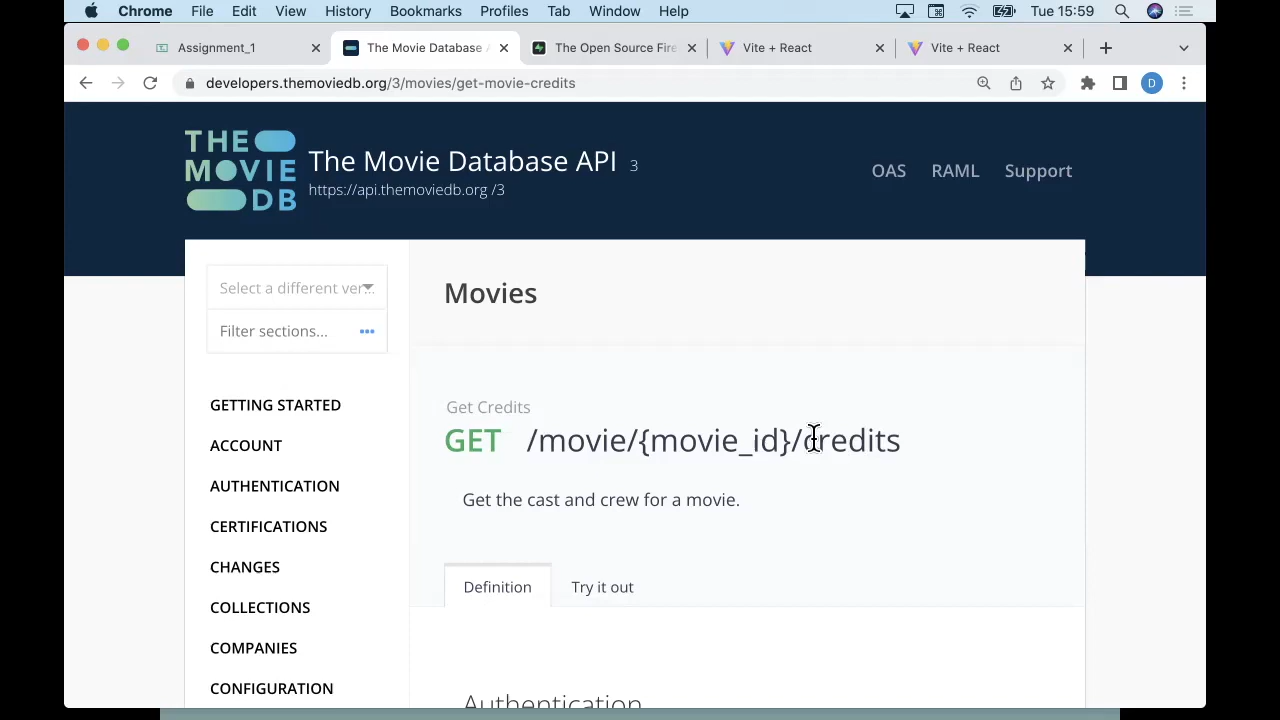 Chrome File Edit View History Bookmarks Profiles Tab Window Help Tue 15:59
Assignment_1 The Movie Database The Open Source Fire Vite + React Vite + React
developers.themoviedb.org/3/movies/get-movie-credits D
THE MOVIE DB
The Movie Database API 3
https://api.themoviedb.org /3
OAS RAML Support
Select a different ver...
Filter sections...
GETTING STARTED
ACCOUNT
AUTHENTICATION
CERTIFICATIONS
CHANGES
COLLECTIONS
COMPANIES
CONFIGURATION
Movies
Get Credits
GET /movie/{movie_id}/credits
Get the cast and crew for a movie.
Definition Try it out
Authentication